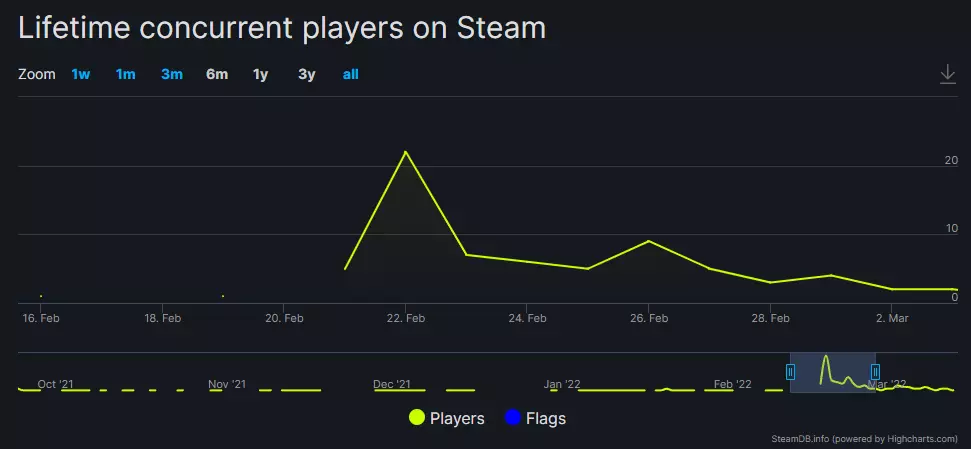 Lifetime concurrent players on Steam
Zoom 1w 1m 3m 6m 1y 3y all
20
10
0
16. Feb 18. Feb 20. Feb 22. Feb 24. Feb 26. Feb 28. Feb 2. Mar
Oct '21 Nov '21 Dec '21 Jan '22 Feb '22 Mar '22
Players Flags
SteamDB.info (powered by Highcharts.com)